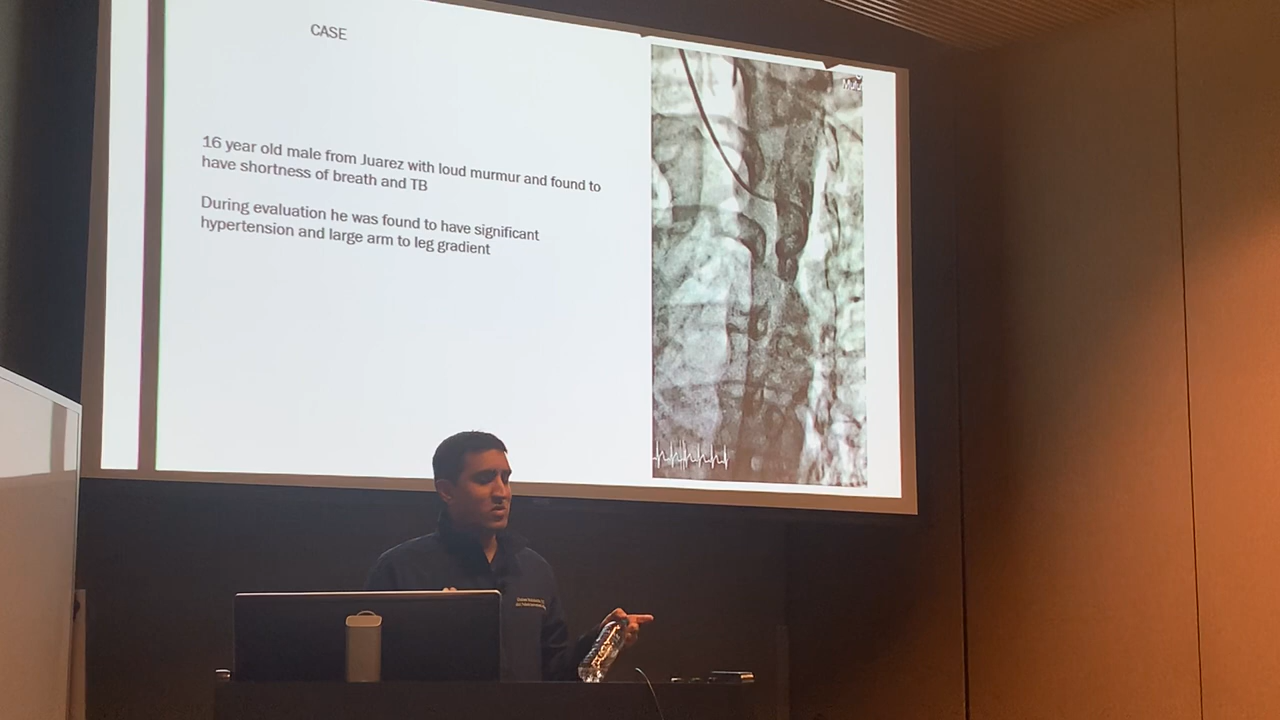 CASE
16 year old male from Juarez with loud murmur and found to
have shortness of breath and TB
During evaluation he was found to have significant
hypertension and large arm to leg gradient